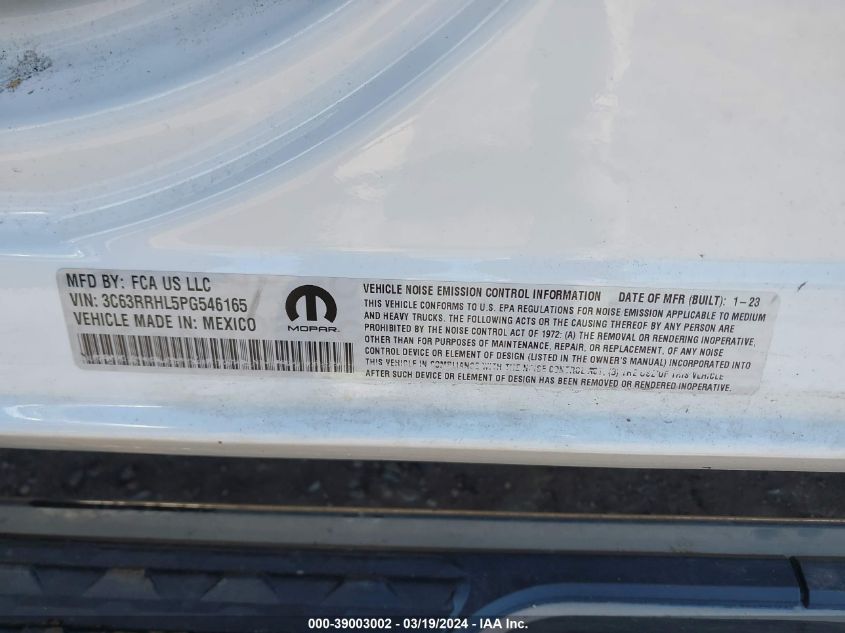 MFD BY: FCA US LLC
VIN: 3C63RRHL5PG546165
VEHICLE MADE IN: MEXICO
MOPAR
VEHICLE NOISE EMISSION CONTROL INFORMATION DATE OF MFR (BUILT): 1-23
THIS VEHICLE CONFORMS TO U.S. EPA REGULATIONS FOR NOISE EMISSION APPLICABLE TO MEDIUM
AND HEAVY TRUCKS. THE FOLLOWING ACTS OR THE CAUSING THEREOF BY ANY PERSON ARE
PROHIBITED BY THE NOISE CONTROL ACT OF 1972: (A) THE REMOVAL OR RENDERING INOPERATIVE,
OTHER THAN FOR PURPOSES OF MAINTENANCE, REPAIR, OR REPLACEMENT, OF ANY NOISE
CONTROL DEVICE OR ELEMENT OF DESIGN (LISTED IN THE OWNER'S MANUAL) INCORPORATED INTO
THIS VEHICLE IN COMPLIANCE WITH THE NOISE CONTROL ACT; (B) THE USE OF THIS VEHICLE
AFTER SUCH DEVICE OR ELEMENT OF DESIGN HAS BEEN REMOVED OR RENDERED INOPERATIVE.
000-39003002 - 03/19/2024 - IAA Inc.